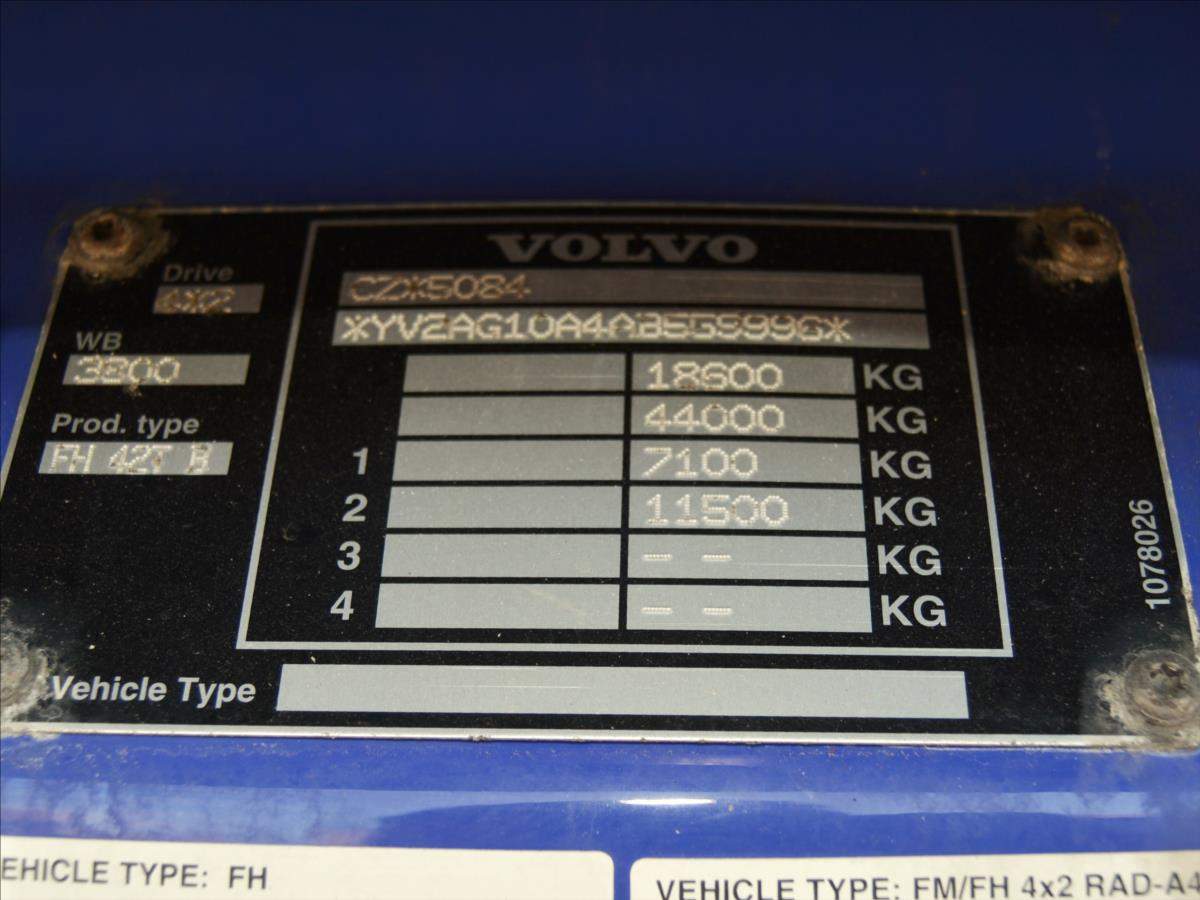 VOLVO
Drive
4X2
CZX5084
WB
3800
18600 KG
44000 KG
Prod. type
FH 42T B
1 7100 KG
2 11500 KG
3 - - KG
4 - - KG
1078026
Vehicle Type
EHICLE TYPE: FH
VEHICLE TYPE: FM/FH 4x2 RAD-A4